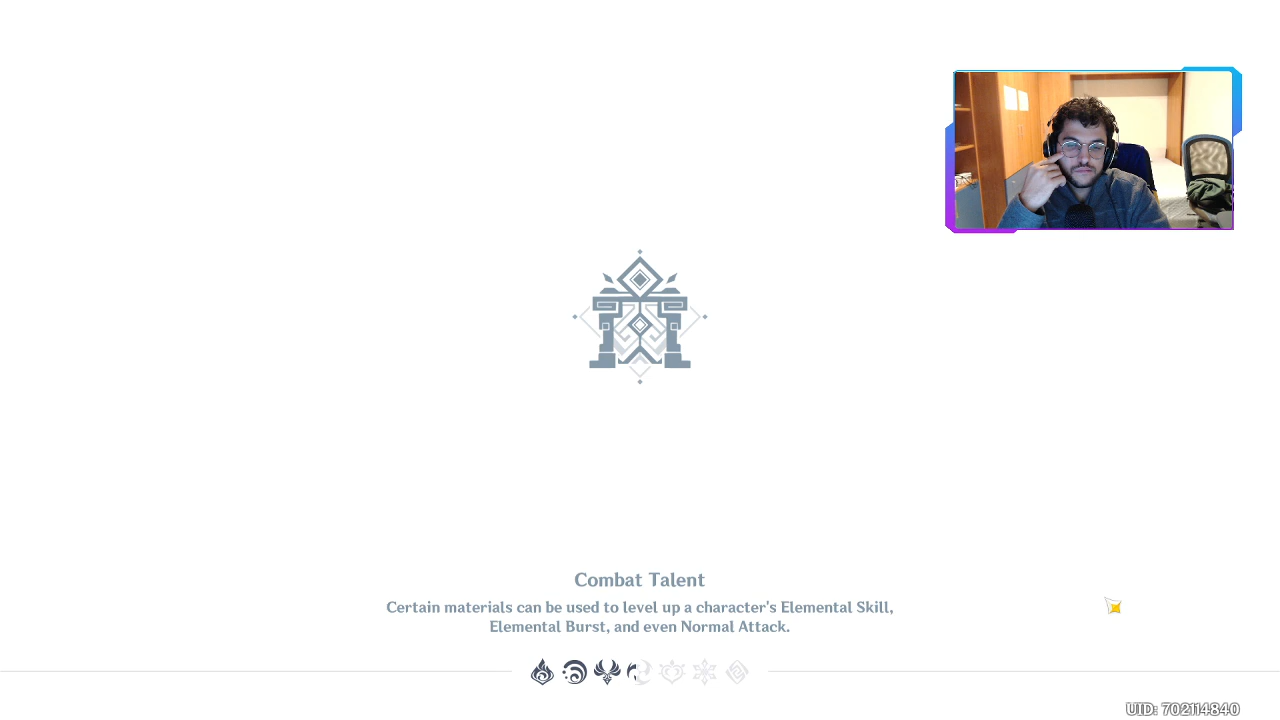 Combat Talent
Certain materials can be used to level up a character's Elemental Skill,
Elemental Burst, and even Normal Attack.
UID: 702114840